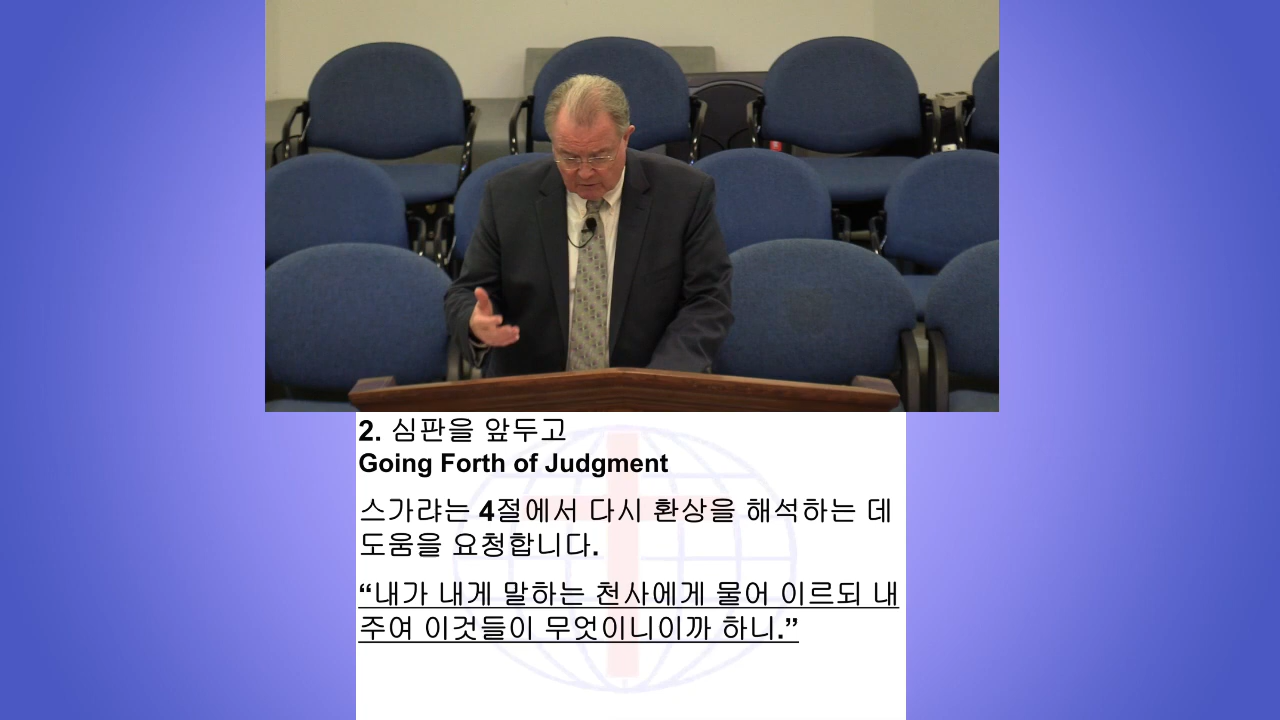 2. 심판을 앞두고
Going Forth of Judgment
스가랴는 4절에서 다시 환상을 해석하는 데
도움을 요청합니다.
“내가 내게 말하는 천사에게 물어 이르되 내
주여 이것들이 무엇이니이까 하니.”